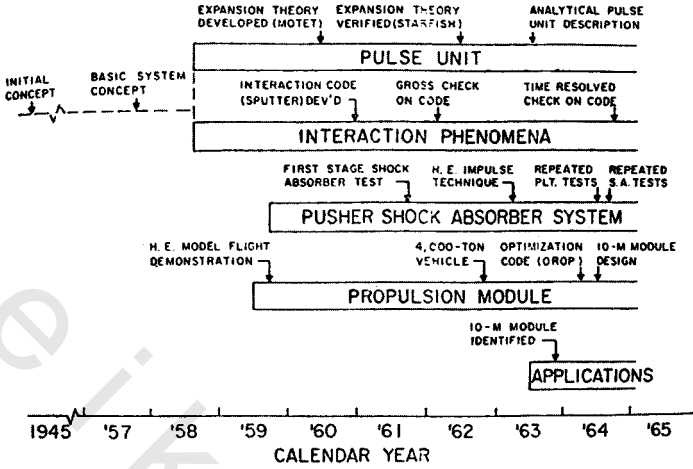 EXPANSION THEORY
DEVELOPED (MOTET)
EXPANSION THEORY
VERIFIED (STARFISH)
ANALYTICAL PULSE
UNIT DESCRIPTION
PULSE UNIT
INITIAL
CONCEPT
BASIC SYSTEM
CONCEPT
INTERACTION CODE
(SPUTTER) DEV'D
GROSS CHECK
ON CODE
TIME RESOLVED
CHECK ON CODE
INTERACTION PHENOMENA
FIRST STAGE SHOCK
ABSORBER TEST
H.E. IMPULSE
TECHNIQUE
REPEATED
PLT. TESTS
REPEATED
S.A. TESTS
PUSHER SHOCK ABSORBER SYSTEM
H.E. MODEL FLIGHT
DEMONSTRATION
4,000-TON
VEHICLE
OPTIMIZATION
CODE (OROP)
10-M MODULE
DESIGN
PROPULSION MODULE
10-M MODULE
IDENTIFIED
APPLICATIONS
1945 '57 '58 '59 '60 '61 '62 '63 '64 '65
CALENDAR YEAR